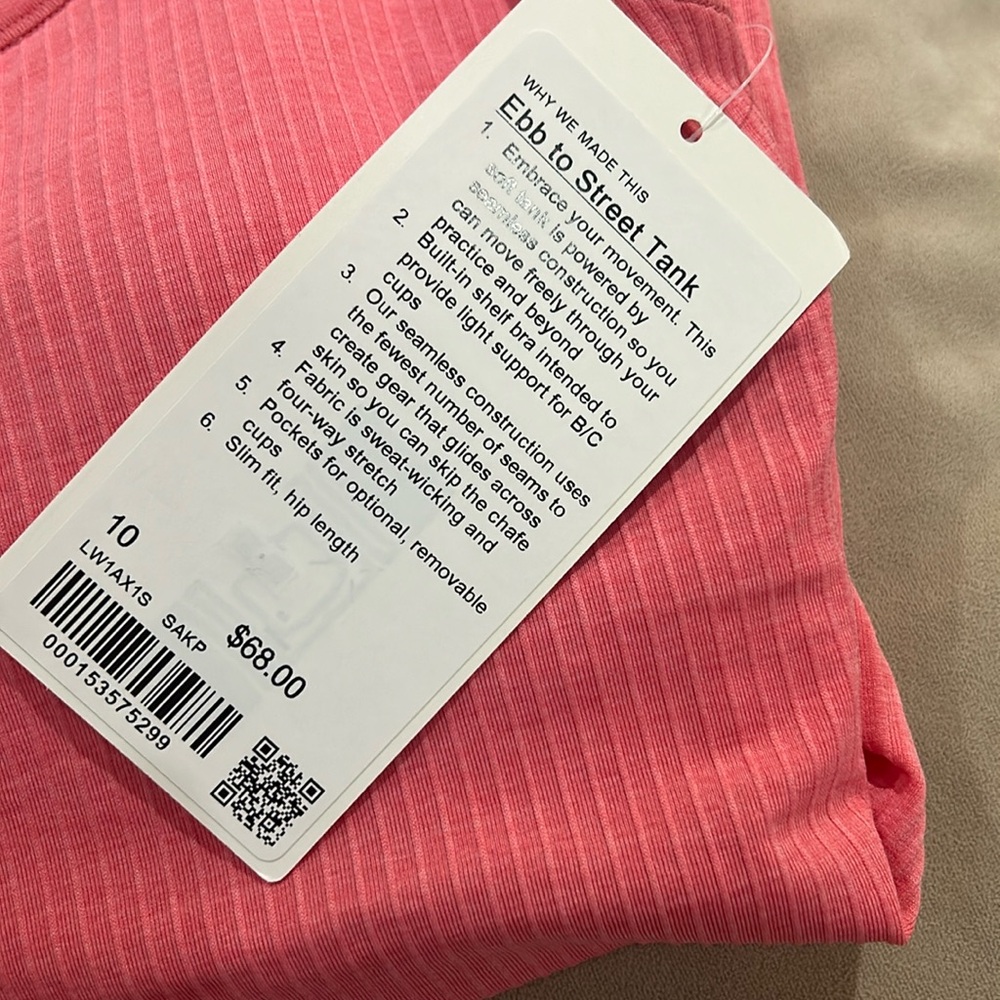 WHY WE MADE THIS
Ebb to Street Tank
1. Embrace your movement. This
soft tank is powered by
seamless construction so you
can move freely through your
practice and beyond
2. Built-in shelf bra intended to
provide light support for B/C
cups
3. Our seamless construction uses
the fewest number of seams to
create gear that glides across
skin so you can skip the chafe
4. Fabric is sweat-wicking and
four-way stretch
5. Pockets for optional, removable
cups
6. Slim fit, hip length
10
LW1AX1S SAKP
$68.00
000153575299